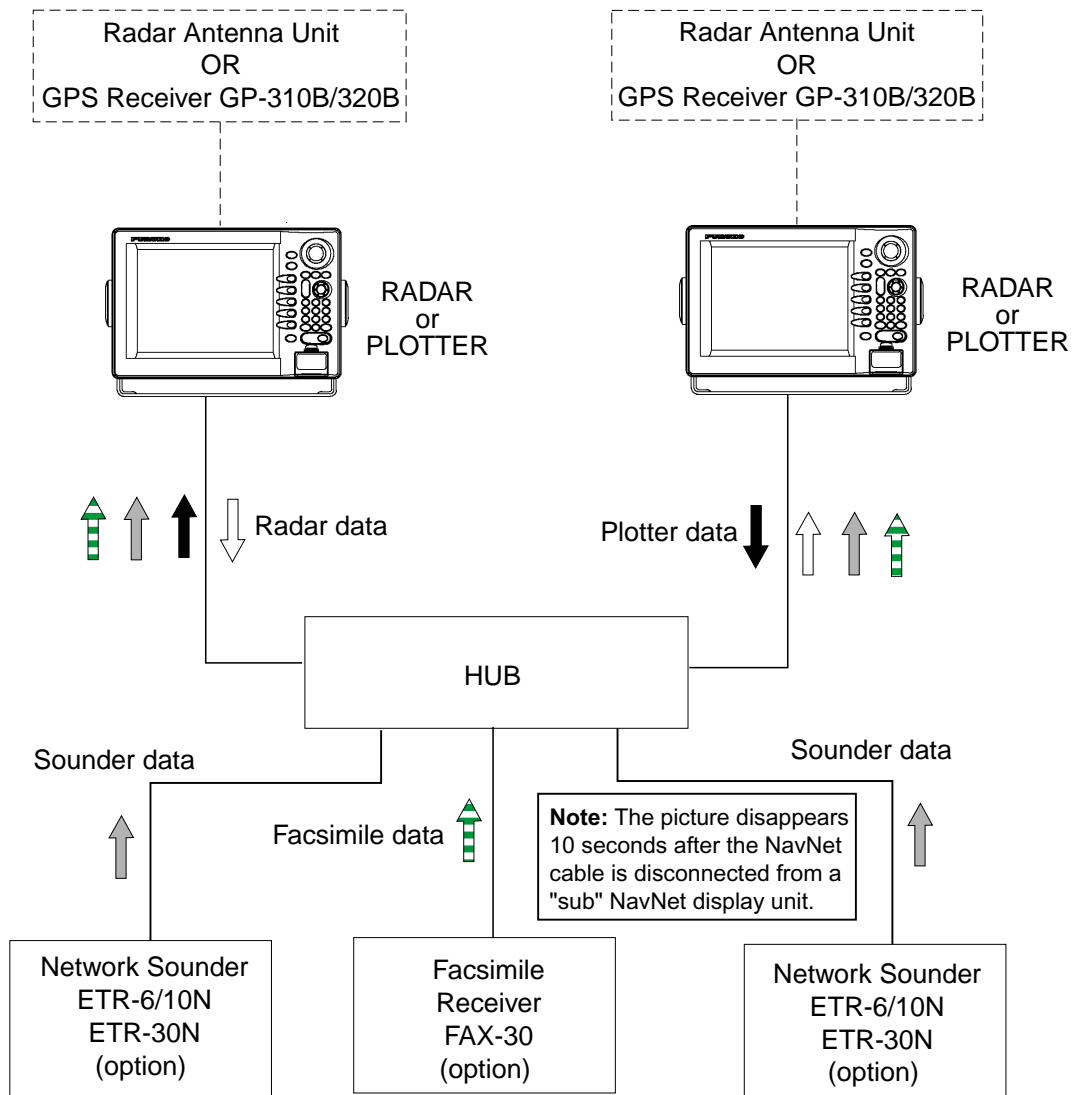 Radar Antenna Unit
OR
GPS Receiver GP-310B/320B
Radar Antenna Unit
OR
GPS Receiver GP-310B/320B
FURUNO
RADAR
or
PLOTTER
FURUNO
RADAR
or
PLOTTER
Radar data
Plotter data
HUB
Sounder data
Sounder data
Facsimile data
Note: The picture disappears
10 seconds after the NavNet
cable is disconnected from a
"sub" NavNet display unit.
Network Sounder
ETR-6/10N
ETR-30N
(option)
Facsimile
Receiver
FAX-30
(option)
Network Sounder
ETR-6/10N
ETR-30N
(option)